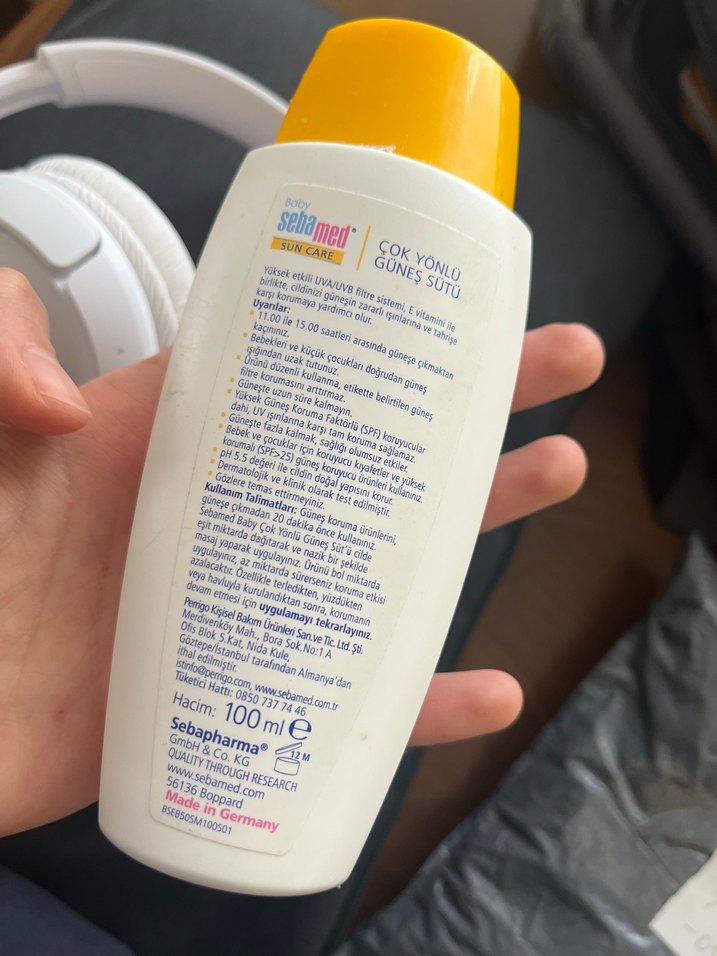 Baby
sebamed®
SUN CARE
ÇOK YÖNLÜ
GÜNEŞ SÜTÜ
Yüksek etkili UVA/UVB filtre sistemi, E vitamini ile
birlikte, cildinizi güneşin zararlı ışınlarına ve tahrişe
karşı korumaya yardımcı olur.
Uyarılar:
• 11.00 ile 15.00 saatleri arasında güneşe çıkmaktan
kaçınınız.
• Bebekleri ve küçük çocukları doğrudan güneş
ışığından uzak tutunuz.
• Ürünü düzenli kullanma, etikette belirtilen güneş
filtre korumasını arttırmaz.
• Güneşte uzun süre kalmayın.
• Yüksek Güneş Koruma Faktörlü (SPF) koruyucular
dahi, UV ışınlarına karşı tam koruma sağlamaz.
• Güneşte fazla kalmak, sağlığı olumsuz etkiler.
• Bebek ve çocuklar için koruyucu kıyafetler ve yüksek
korumalı (SPF>25) güneş koruyucu ürünleri kullanınız.
• pH 5.5 değeri ile cildin doğal yapısını korur.
• Dermatolojik ve klinik olarak test edilmiştir.
• Gözlere temas ettirmeyiniz.
Kullanım Talimatları: Güneş koruma ürünlerini,
güneşe çıkmadan 20 dakika önce kullanınız.
Sebamed Baby Çok Yönlü Güneş Süt'ü cilde
eşit miktarda dağıtarak ve nazik bir şekilde
masaj yaparak uygulayınız. Ürünü bol miktarda
uygulayınız, az miktarda sürerseniz koruma etkisi
azalacaktır. Özellikle terledikten, yüzdükten
veya havluyla kurulandıktan sonra, korumanın
devam etmesi için uygulamayı tekrarlayınız.
Perrigo Kişisel Bakım Ürünleri San.ve Tic. Ltd. Şti.
Merdivenköy Mah., Bora Sok.No:1 A
Ofis Blok 5.Kat, Nida Kule,
Göztepe/İstanbul tarafından Almanya'dan
ithal edilmiştir.
istinfo@perrigo.com, www.sebamed.com.tr
Tüketici Hattı: 0850 737 74 46
Hacim: 100 ml ℮
12 M
Sebapharma®
GmbH & Co. KG
QUALITY THROUGH RESEARCH
www.sebamed.com
56136 Boppard
Made in Germany
BSEB50SM100501